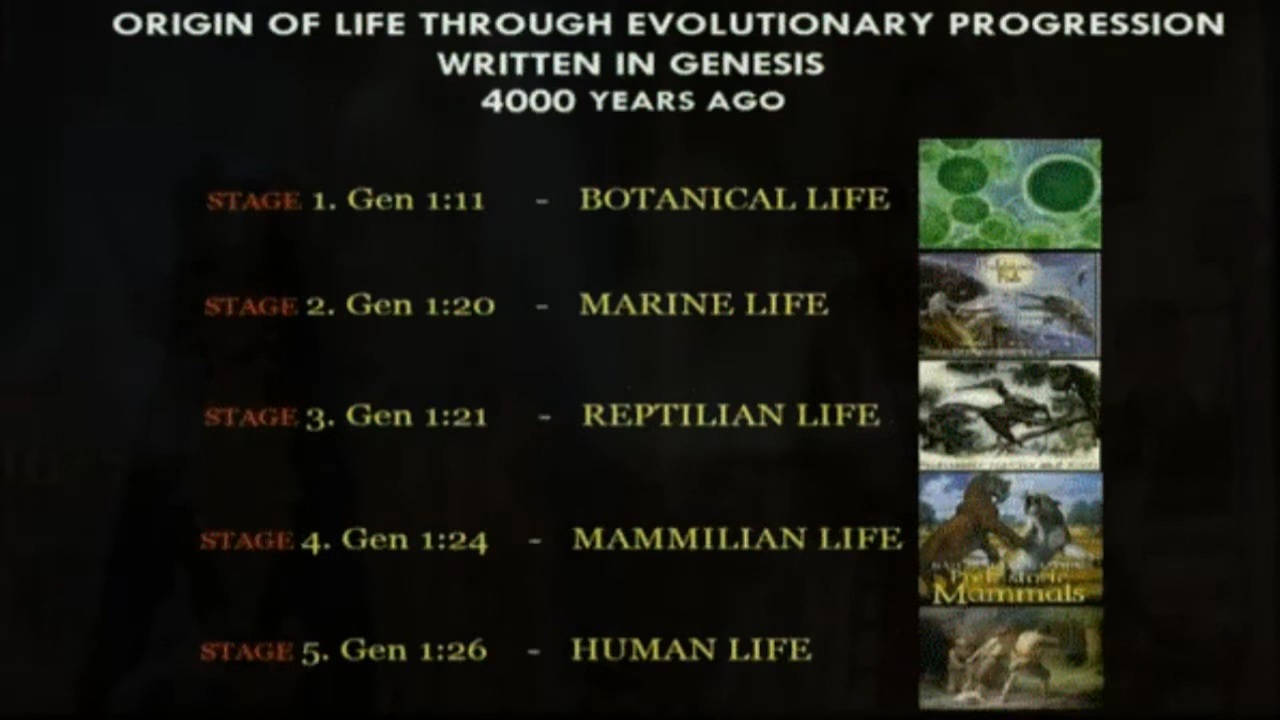 ORIGIN OF LIFE THROUGH EVOLUTIONARY PROGRESSION
WRITTEN IN GENESIS
4000 YEARS AGO
STAGE 1. Gen 1:11 - BOTANICAL LIFE
STAGE 2. Gen 1:20 - MARINE LIFE
STAGE 3. Gen 1:21 - REPTILIAN LIFE
STAGE 4. Gen 1:24 - MAMMILIAN LIFE
Prehistoric
Mammals
STAGE 5. Gen 1:26 - HUMAN LIFE